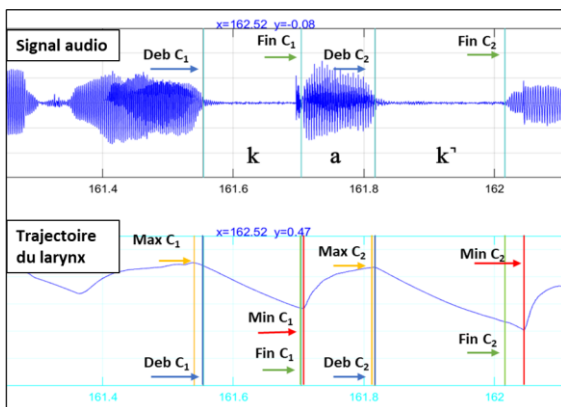 x=162.52 y=-0.08
Signal audio
Deb C₁
Fin C₁
Deb C₂
Fin C₂
k
a
k̚
161.4
161.6
161.8
162
x=162.52 y=0.47
Trajectoire
du larynx
Max C₁
Max C₂
Min C₂
Min C₁
Fin C₁
Fin C₂
Deb C₁
Deb C₂
161.4
161.6
161.8
162